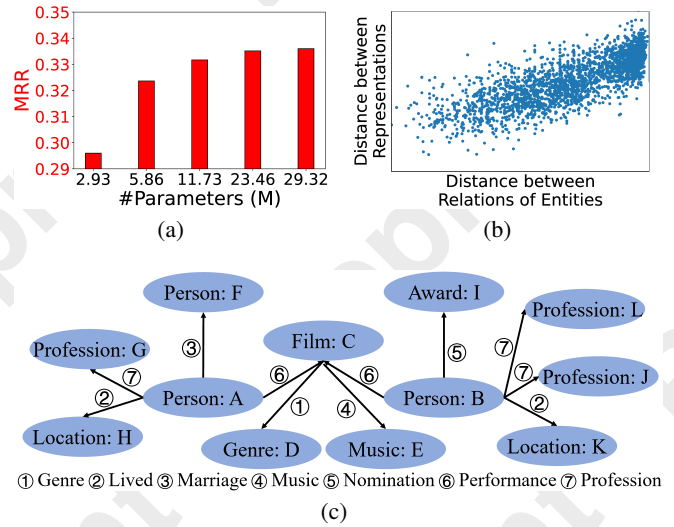 0.35
0.34
0.33
0.32
0.31
0.30
0.29
MRR
2.93 5.86 11.73 23.46 29.32
#Parameters (M)
(a)
Distance between
Representations
Distance between
Relations of Entities
(b)
Person: F
Award: I
Profession: L
Film: C
Profession: G
③
⑤
⑦
⑦
⑥
⑥
⑦
Profession: J
Person: A
Person: B
②
①
④
②
Location: H
Genre: D
Music: E
Location: K
① Genre ② Lived ③ Marriage ④ Music ⑤ Nomination ⑥ Performance ⑦ Profession
(c)